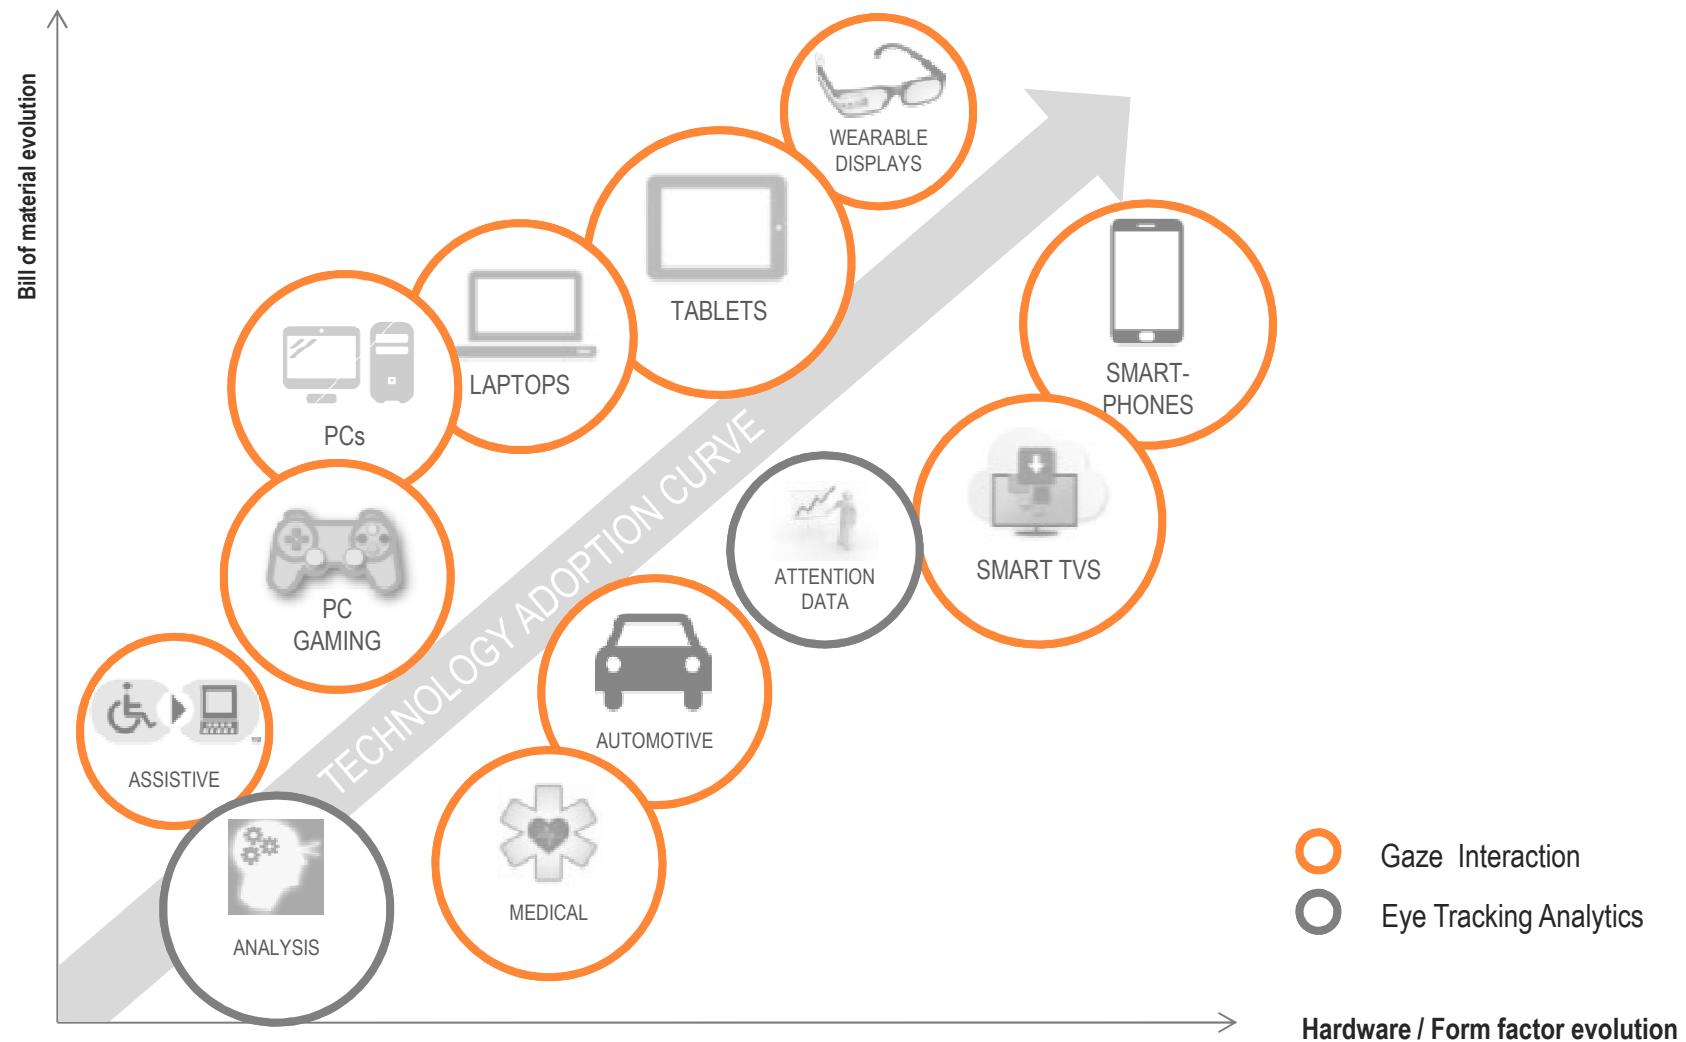 Bill of material evolution
WEARABLE
DISPLAYS
TABLETS
LAPTOPS
SMART-
PHONES
PCs
TECHNOLOGY ADOPTION CURVE
SMART TVS
ATTENTION
DATA
PC
GAMING
AUTOMOTIVE
ASSISTIVE
MEDICAL
ANALYSIS
Gaze Interaction
Eye Tracking Analytics
Hardware / Form factor evolution